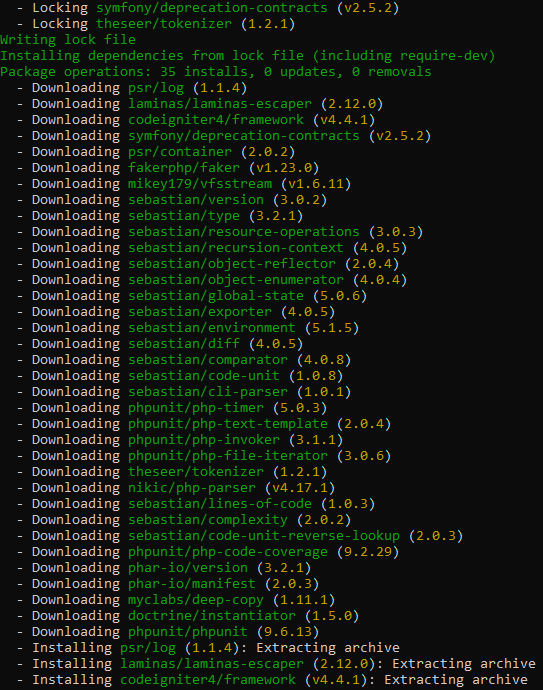 - Locking symfony/deprecation-contracts (v2.5.2)
- Locking theseer/tokenizer (1.2.1)
Writing lock file
Installing dependencies from lock file (including require-dev)
Package operations: 35 installs, 0 updates, 0 removals
- Downloading psr/log (1.1.4)
- Downloading laminas/laminas-escaper (2.12.0)
- Downloading codeigniter4/framework (v4.4.1)
- Downloading symfony/deprecation-contracts (v2.5.2)
- Downloading psr/container (2.0.2)
- Downloading fakerphp/faker (v1.23.0)
- Downloading mikey179/vfsstream (v1.6.11)
- Downloading sebastian/version (3.0.2)
- Downloading sebastian/type (3.2.1)
- Downloading sebastian/resource-operations (3.0.3)
- Downloading sebastian/recursion-context (4.0.5)
- Downloading sebastian/object-reflector (2.0.4)
- Downloading sebastian/object-enumerator (4.0.4)
- Downloading sebastian/global-state (5.0.6)
- Downloading sebastian/exporter (4.0.5)
- Downloading sebastian/environment (5.1.5)
- Downloading sebastian/diff (4.0.5)
- Downloading sebastian/comparator (4.0.8)
- Downloading sebastian/code-unit (1.0.8)
- Downloading sebastian/cli-parser (1.0.1)
- Downloading phpunit/php-timer (5.0.3)
- Downloading phpunit/php-text-template (2.0.4)
- Downloading phpunit/php-invoker (3.1.1)
- Downloading phpunit/php-file-iterator (3.0.6)
- Downloading theseer/tokenizer (1.2.1)
- Downloading nikic/php-parser (v4.17.1)
- Downloading sebastian/lines-of-code (1.0.3)
- Downloading sebastian/complexity (2.0.2)
- Downloading sebastian/code-unit-reverse-lookup (2.0.3)
- Downloading phpunit/php-code-coverage (9.2.29)
- Downloading phar-io/version (3.2.1)
- Downloading phar-io/manifest (2.0.3)
- Downloading myclabs/deep-copy (1.11.1)
- Downloading doctrine/instantiator (1.5.0)
- Downloading phpunit/phpunit (9.6.13)
- Installing psr/log (1.1.4): Extracting archive
- Installing laminas/laminas-escaper (2.12.0): Extracting archive
- Installing codeigniter4/framework (v4.4.1): Extracting archive